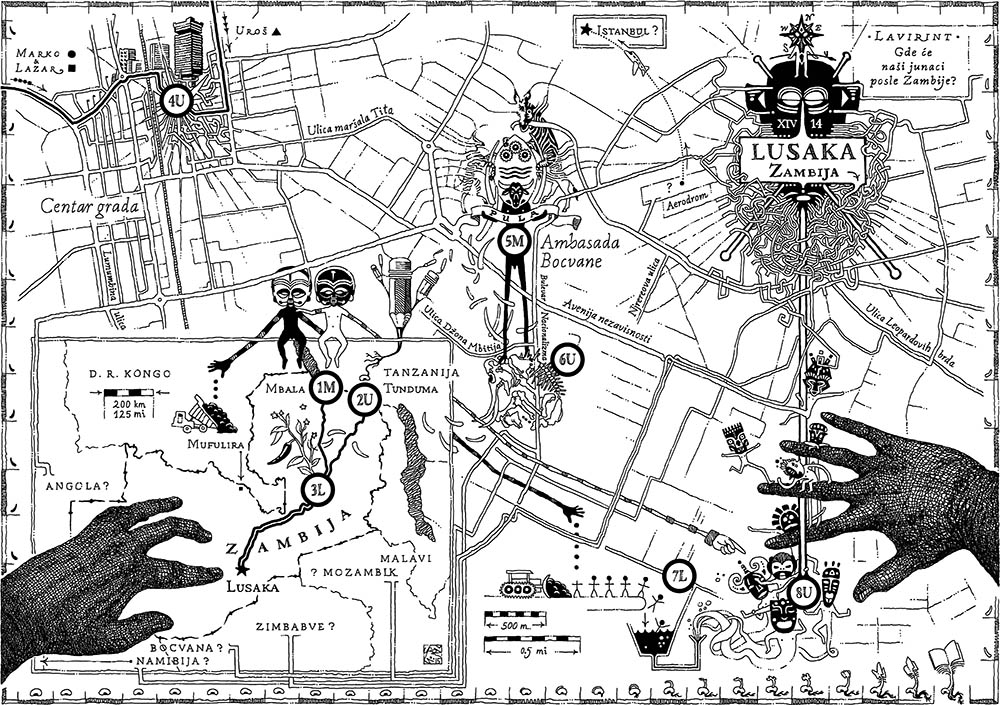 Marko
&
Lazar
Uroš
Istanbul?
N
W
E
S
Lavirint
Gde će
naši junaci
posle Zambije?
4U
Ulica maršala Tita
XIV 14
LUSAKA
Zambija
Centar grada
?
Aerodrom
PULA
5M
Ambasada
Bocvane
Lumumbina
ulica
Njererova ulica
Avenija nezavisnosti
Ulica Leopardovih brda
Ulica Džona Mbitija
6U
D. R. Kongo
200 km
125 mi
Mbala
1M
2U
Tanzanija
Tunduma
Mufulira
Angola?
3L
Zambija
Malavi
? Mozambik
Lusaka
Zimbabve?
Bocvana?
Namibija?
7L
8U
500 m
0,5 mi